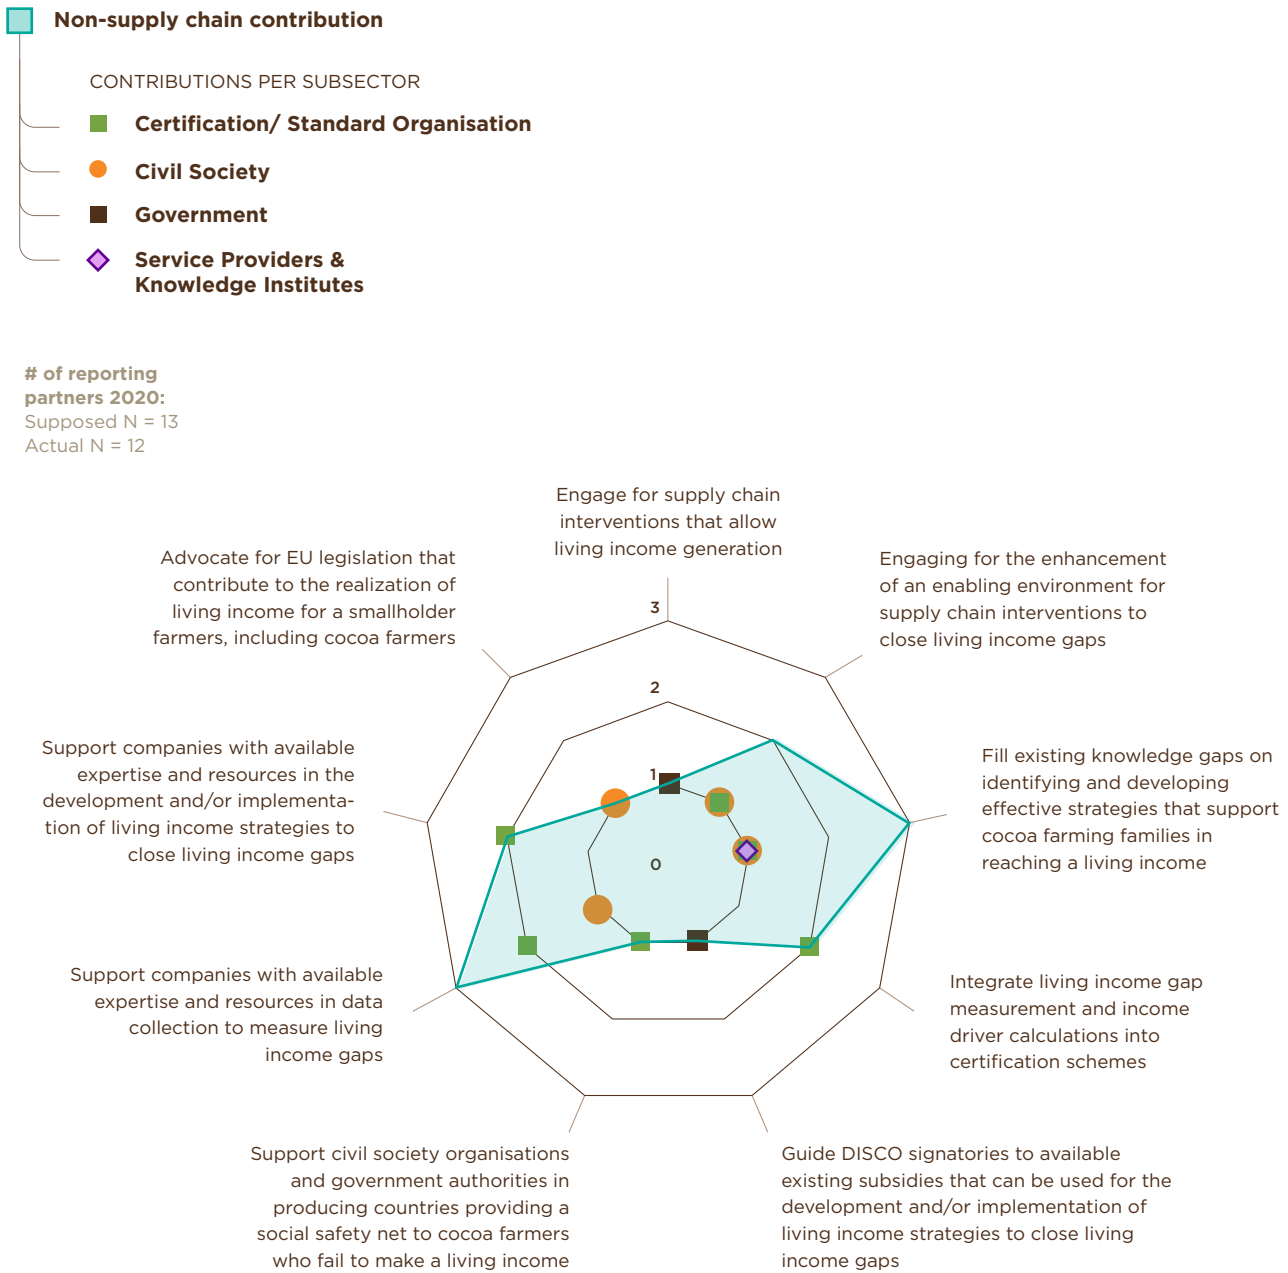 Non-supply chain contribution
CONTRIBUTIONS PER SUBSECTOR
Certification/ Standard Organisation
Civil Society
Government
Service Providers &
Knowledge Institutes
# of reporting
partners 2020:
Supposed N = 13
Actual N = 12
Engage for supply chain
interventions that allow
living income generation
Advocate for EU legislation that
contribute to the realization of
living income for a smallholder
farmers, including cocoa farmers
Engaging for the enhancement
of an enabling environment for
supply chain interventions to
close living income gaps
3
2
1
0
Support companies with available
expertise and resources in the
development and/or implementa-
tion of living income strategies to
close living income gaps
Fill existing knowledge gaps on
identifying and developing
effective strategies that support
cocoa farming families in
reaching a living income
Support companies with available
expertise and resources in data
collection to measure living
income gaps
Integrate living income gap
measurement and income
driver calculations into
certification schemes
Support civil society organisations
and government authorities in
producing countries providing a
social safety net to cocoa farmers
who fail to make a living income
Guide DISCO signatories to available
existing subsidies that can be used for the
development and/or implementation of
living income strategies to close living
income gaps